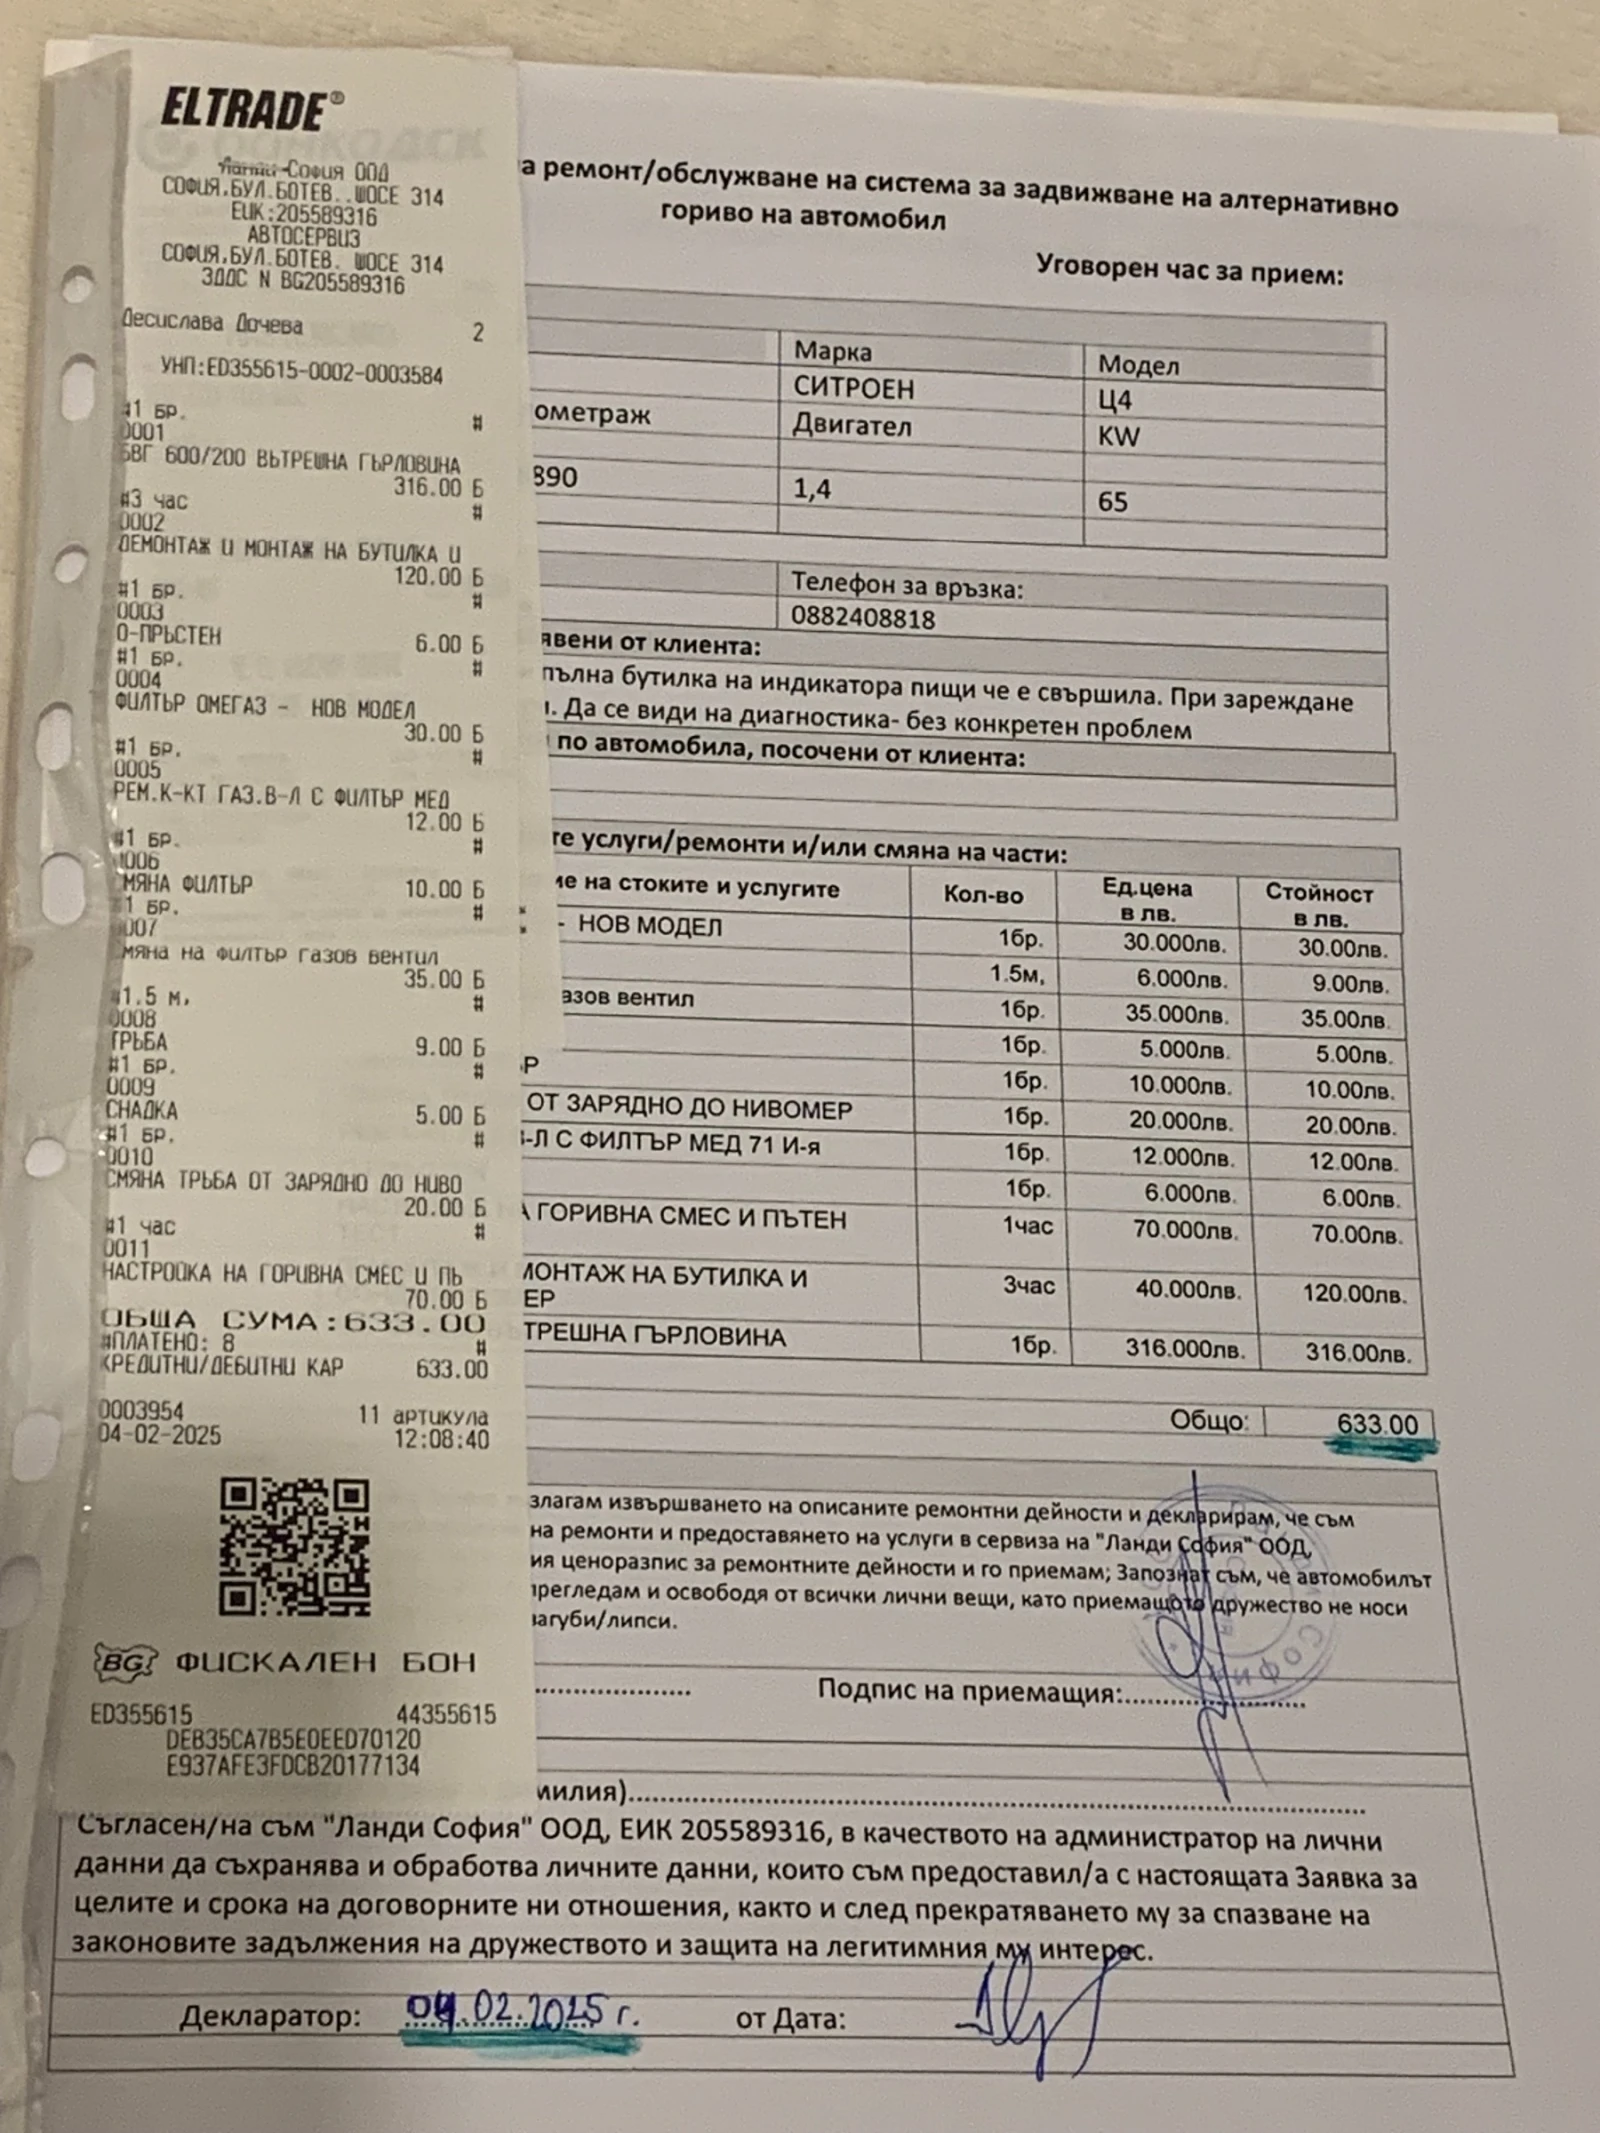 ELTRADE®
София ООД
СОФИЯ,БУЛ.БОТЕВ. ШОСЕ 314
ЕИК:205589316
АВТОСЕРВИЗ
СОФИЯ,БУЛ.БОТЕВ. ШОСЕ 314
ЗДДС N BG205589316
Десислава Дочева 2
УНП:ED355615-0002-0003584
#1 БР. #
0001
БВГ 600/200 ВЪТРЕШНА ГЪРЛОВИНА
316.00 Б
#3 час #
0002
ДЕМОНТАЖ И МОНТАЖ НА БУТИЛКА И
120.00 Б
#1 БР. #
0003
О-ПРЪСТЕН 6.00 Б
#1 БР. #
0004
ФИЛТЪР ОМЕГАЗ - НОВ МОДЕЛ
30.00 Б
#1 БР. #
0005
РЕМ.К-КТ ГАЗ.В-Л С ФИЛТЪР МЕД
12.00 Б
#1 БР. #
0006
СМЯНА ФИЛТЪР 10.00 Б
#1 БР. #
0007
Смяна на филтър газов вентил
35.00 Б
#1.5 м, #
0008
ТРЪБА 9.00 Б
#1 БР. #
0009
СНАДКА 5.00 Б
#1 БР. #
0010
СМЯНА ТРЪБА ОТ ЗАРЯДНО ДО НИВО
20.00 Б
#1 час #
0011
НАСТРОЙКА НА ГОРИВНА СМЕС И ПЪ
70.00 Б
ОБЩА СУМА:633.00
#ПЛАТЕНО: 8 #
КРЕДИТНИ/ДЕБИТНИ КАР 633.00
0003954 11 артикула
04-02-2025 12:08:40
BG ФИСКАЛЕН БОН
ED355615 44355615
DEB35CA7B5E0EED70120
E937AFE3FDCB20177134
а ремонт/обслужване на система за задвижване на алтернативно
гориво на автомобил
Уговорен час за прием:
Марка Модел
СИТРОЕН Ц4
ометраж Двигател KW
890 1,4 65
Телефон за връзка:
0882408818
явени от клиента:
пълна бутилка на индикатора пищи че е свършила. При зареждане
. Да се види на диагностика- без конкретен проблем
по автомобила, посочени от клиента:
те услуги/ремонти и/или смяна на части:
ие на стоките и услугите Кол-во Ед.цена в лв. Стойност в лв.
- НОВ МОДЕЛ 1бр. 30.000лв. 30.00лв.
1.5м, 6.000лв. 9.00лв.
азов вентил 1бр. 35.000лв. 35.00лв.
1бр. 5.000лв. 5.00лв.
Р 1бр. 10.000лв. 10.00лв.
ОТ ЗАРЯДНО ДО НИВОМЕР 1бр. 20.000лв. 20.00лв.
-Л С ФИЛТЪР МЕД 71 И-я 1бр. 12.000лв. 12.00лв.
1бр. 6.000лв. 6.00лв.
А ГОРИВНА СМЕС И ПЪТЕН 1час 70.000лв. 70.00лв.
МОНТАЖ НА БУТИЛКА И
ЕР 3час 40.000лв. 120.00лв.
ТРЕШНА ГЪРЛОВИНА 1бр. 316.000лв. 316.00лв.
Общо: 633.00
злагам извършването на описаните ремонтни дейности и декларирам, че съм
на ремонти и предоставянето на услуги в сервиза на "Ланди София" ООД,
ия ценоразпис за ремонтните дейности и го приемам; Запознат съм, че автомобилът
прегледам и освободя от всички лични вещи, като приемащото дружество не носи
загуби/липси.
Подпис на приемащия:
милия)
Съгласен/на съм "Ланди София" ООД, ЕИК 205589316, в качеството на администратор на лични
данни да съхранява и обработва личните данни, които съм предоставил/а с настоящата Заявка за
целите и срока на договорните ни отношения, както и след прекратяването му за спазване на
законовите задължения на дружеството и защита на легитимния му интерес.
Декларатор: 04.02.2025 г. от Дата: